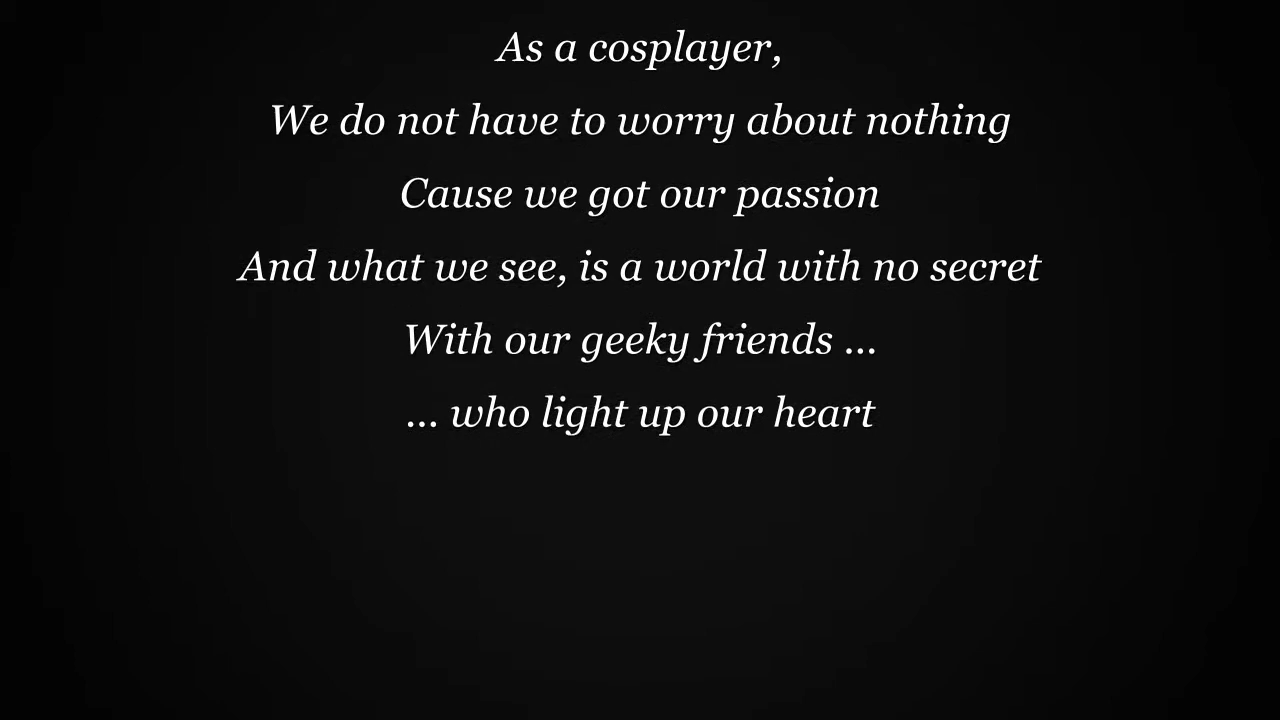 As a cosplayer,
We do not have to worry about nothing
Cause we got our passion
And what we see, is a world with no secret
With our geeky friends ...
... who light up our heart